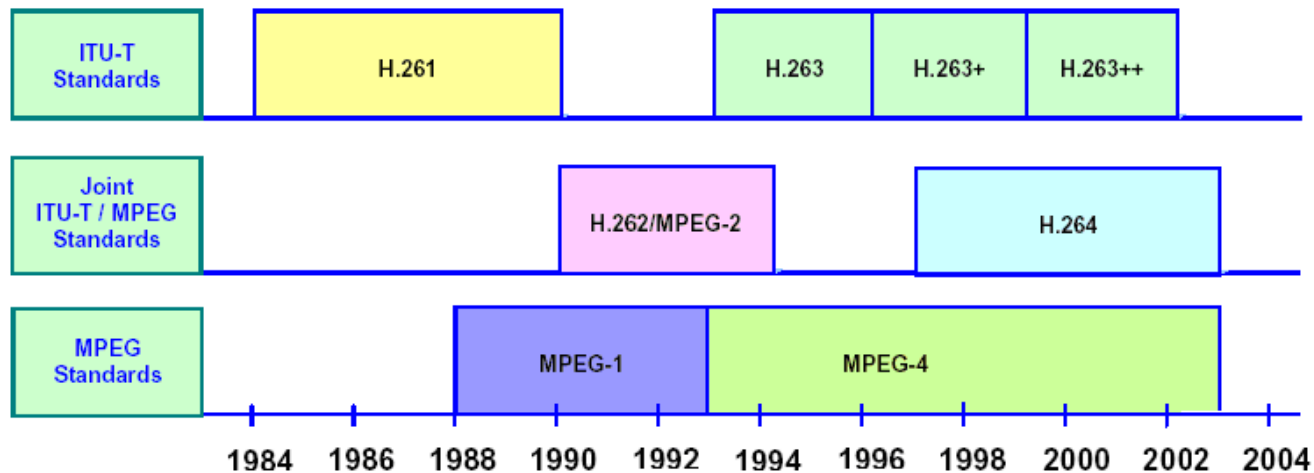 ITU-T
Standards
H.261
H.263
H.263+
H.263++
Joint
ITU-T / MPEG
Standards
H.262/MPEG-2
H.264
MPEG
Standards
MPEG-1
MPEG-4
1984 1986 1988 1990 1992 1994 1996 1998 2000 2002 2004